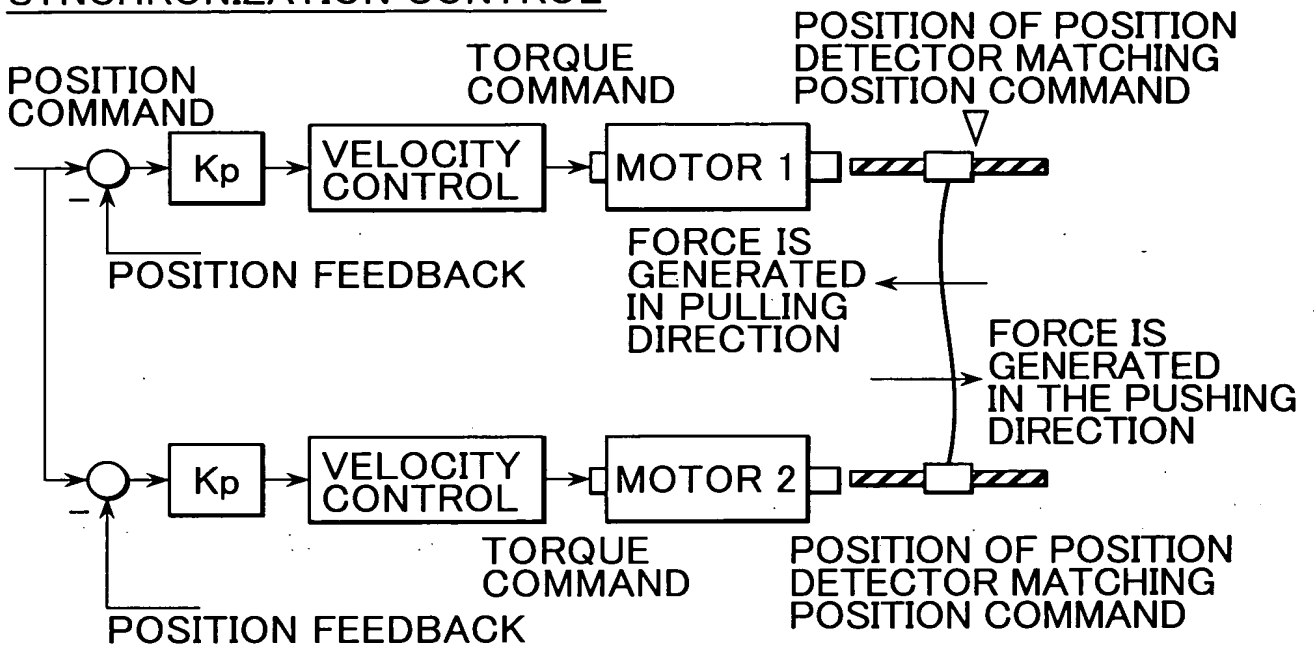 SYNCHRONIZATION CONTROL
POSITION
COMMAND
TORQUE
COMMAND
POSITION OF POSITION
DETECTOR MATCHING
POSITION COMMAND
Kp
VELOCITY
CONTROL
MOTOR 1
−
POSITION FEEDBACK
FORCE IS
GENERATED
IN PULLING
DIRECTION
FORCE IS
GENERATED
IN THE PUSHING
DIRECTION
Kp
VELOCITY
CONTROL
MOTOR 2
−
TORQUE
COMMAND
POSITION OF POSITION
DETECTOR MATCHING
POSITION COMMAND
POSITION FEEDBACK